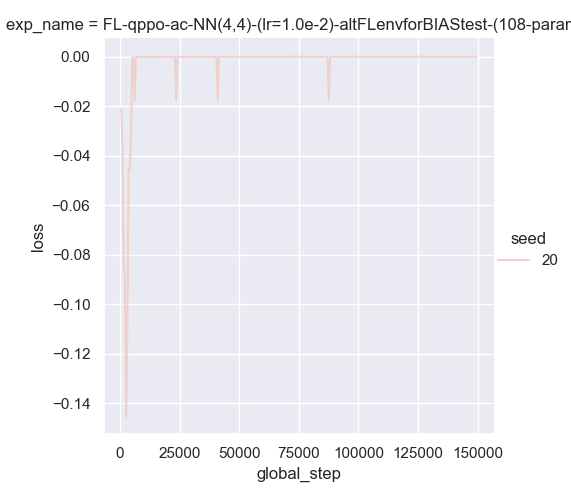 exp_name = FL-qppo-ac-NN(4,4)-(lr=1.0e-2)-altFLenvforBIAStest-(108-param
0.00
−0.02
−0.04
−0.06
−0.08
−0.10
−0.12
−0.14
loss
0 25000 50000 75000 100000 125000 150000
global_step
seed
20